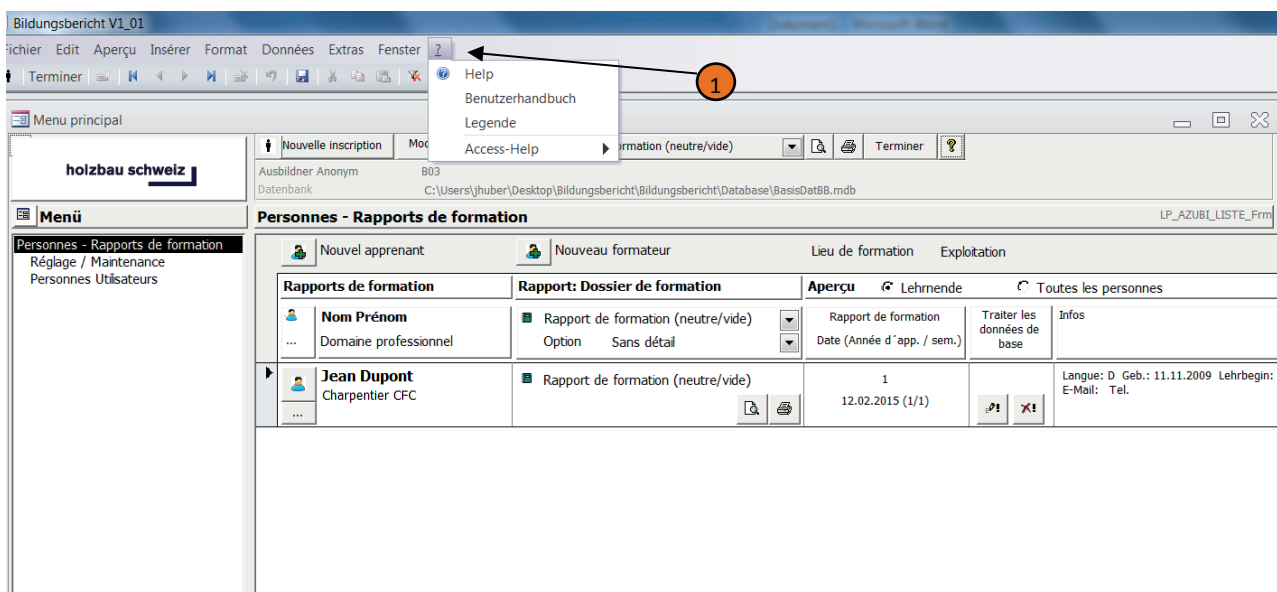 Bildungsbericht V1_01
Fichier Edit Aperçu Insérer Format Données Extras Fenster ?
Terminer
Help
Benutzerhandbuch
Legende
Access-Help
1
Menu principal
holzbau schweiz
Nouvelle inscription Mod rmation (neutre/vide) Terminer
Ausbildner Anonym B03
Datenbank C:\Users\jhuber\Desktop\Bildungsbericht\Bildungsbericht\Database\BasisDatBB.mdb
Menü
Personnes - Rapports de formation LP_AZUBI_LISTE_Frm
Personnes - Rapports de formation
Réglage / Maintenance
Personnes Utilsateurs
Nouvel apprenant Nouveau formateur Lieu de formation Exploitation
Rapports de formation Rapport: Dossier de formation Aperçu Lehrnende Toutes les personnes
Nom Prénom
... Domaine professionnel
Rapport de formation (neutre/vide)
Option Sans détail
Rapport de formation
Date (Année d´app. / sem.)
Traiter les
données de
base
Infos
Jean Dupont
Charpentier CFC
...
Rapport de formation (neutre/vide)
1
12.02.2015 (1/1)
Langue: D Geb.: 11.11.2009 Lehrbegin:
E-Mail: Tel.